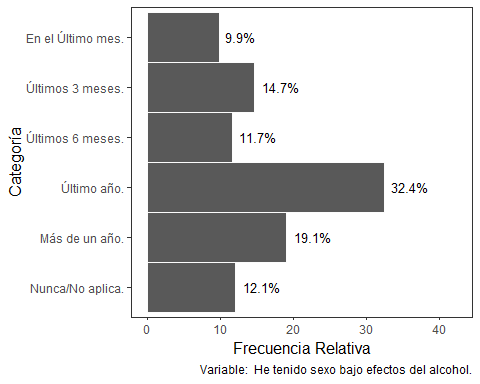 En el Último mes.
9.9%
Últimos 3 meses.
14.7%
Últimos 6 meses.
11.7%
Último año.
32.4%
Más de un año.
19.1%
Nunca/No aplica.
12.1%
Categoría
0 10 20 30 40
Frecuencia Relativa
Variable: He tenido sexo bajo efectos del alcohol.